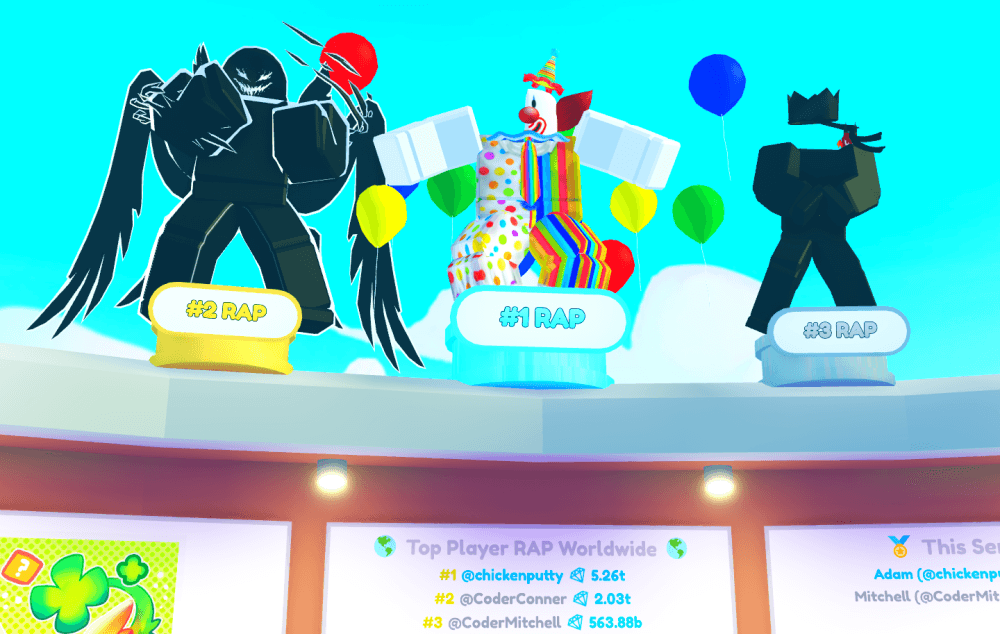 #2 RAP
#1 RAP
#3 RAP
?
Top Player RAP Worldwide
#1 @chickenputty 5.26t
#2 @CoderConner 2.03t
#3 @CoderMitchell 563.88b
This Ser
Adam (@chickenpu
Mitchell (@CoderMit